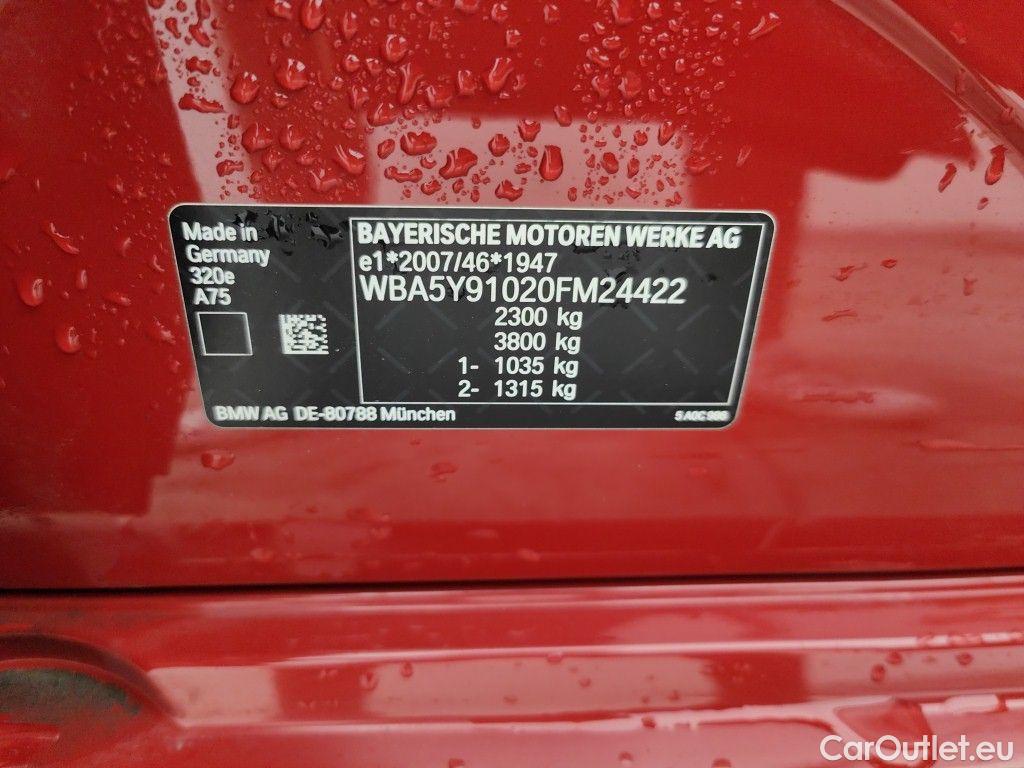 Made in
Germany
320e
A75
BAYERISCHE MOTOREN WERKE AG
e1*2007/46*1947
WBA5Y91020FM24422
2300 kg
3800 kg
1- 1035 kg
2- 1315 kg
BMW AG DE-80788 München
CarOutlet.eu